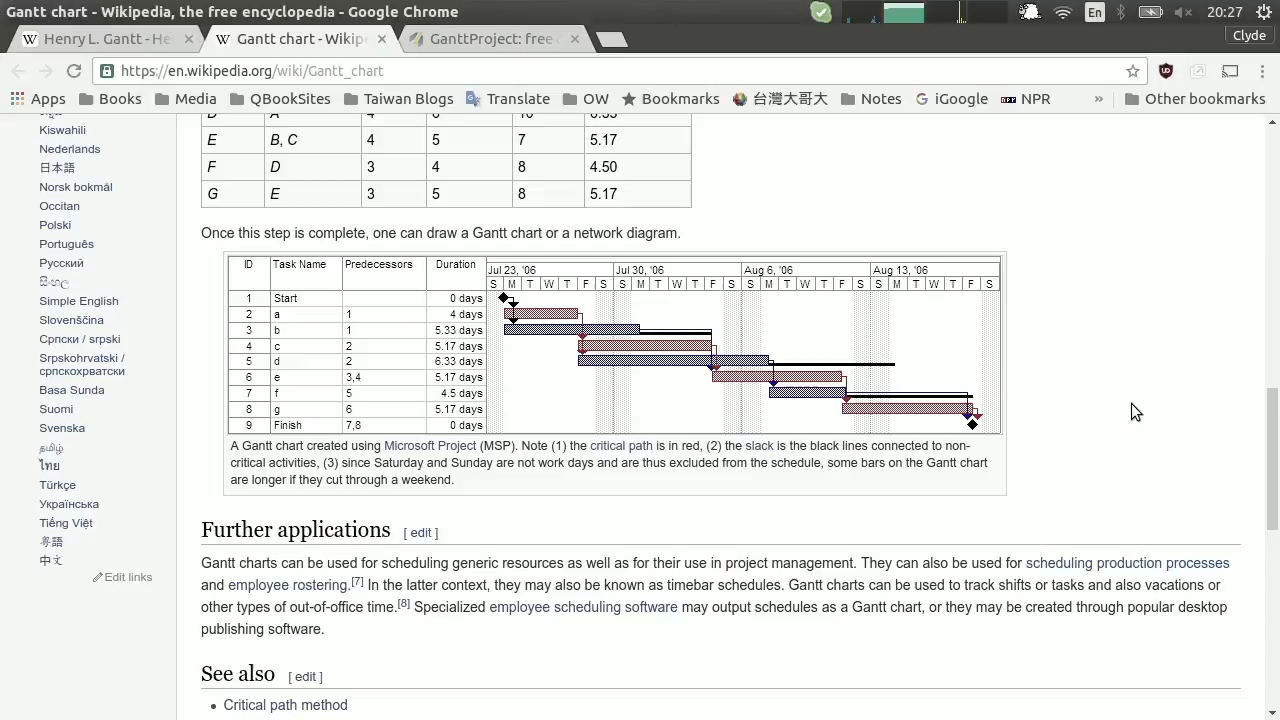 Gantt chart - Wikipedia, the free encyclopedia - Google Chrome
En
20:27
Henry L. Gantt - He
Gantt chart - Wikip
GanttProject: free
Clyde
https://en.wikipedia.org/wiki/Gantt_chart
Apps Books Media QBookSites Taiwan Blogs Translate OW Bookmarks 台灣大哥大 Notes iGoogle NPR » Other bookmarks
Kiswahili
Nederlands
日本語
Norsk bokmål
Occitan
Polski
Português
Русский
සිංහල
Simple English
Slovenščina
Српски / srpski
Srpskohrvatski /
српскохрватски
Basa Sunda
Suomi
Svenska
தமிழ்
ไทย
Türkçe
Українська
Tiếng Việt
粵語
中文
Edit links
D A 4 6 10 6.33
E B, C 4 5 7 5.17
F D 3 4 8 4.50
G E 3 5 8 5.17
Once this step is complete, one can draw a Gantt chart or a network diagram.
ID Task Name Predecessors Duration
Jul 23, '06 Jul 30, '06 Aug 6, '06 Aug 13, '06
S M T W T F S S M T W T F S S M T W T F S S M T W T F S
1 Start 0 days
2 a 1 4 days
3 b 1 5.33 days
4 c 2 5.17 days
5 d 2 6.33 days
6 e 3,4 5.17 days
7 f 5 4.5 days
8 g 6 5.17 days
9 Finish 7,8 0 days
A Gantt chart created using Microsoft Project (MSP). Note (1) the critical path is in red, (2) the slack is the black lines connected to non-
critical activities, (3) since Saturday and Sunday are not work days and are thus excluded from the schedule, some bars on the Gantt chart
are longer if they cut through a weekend.
Further applications [ edit ]
Gantt charts can be used for scheduling generic resources as well as for their use in project management. They can also be used for scheduling production processes
and employee rostering.[7] In the latter context, they may also be known as timebar schedules. Gantt charts can be used to track shifts or tasks and also vacations or
other types of out-of-office time.[8] Specialized employee scheduling software may output schedules as a Gantt chart, or they may be created through popular desktop
publishing software.
See also [ edit ]
• Critical path method